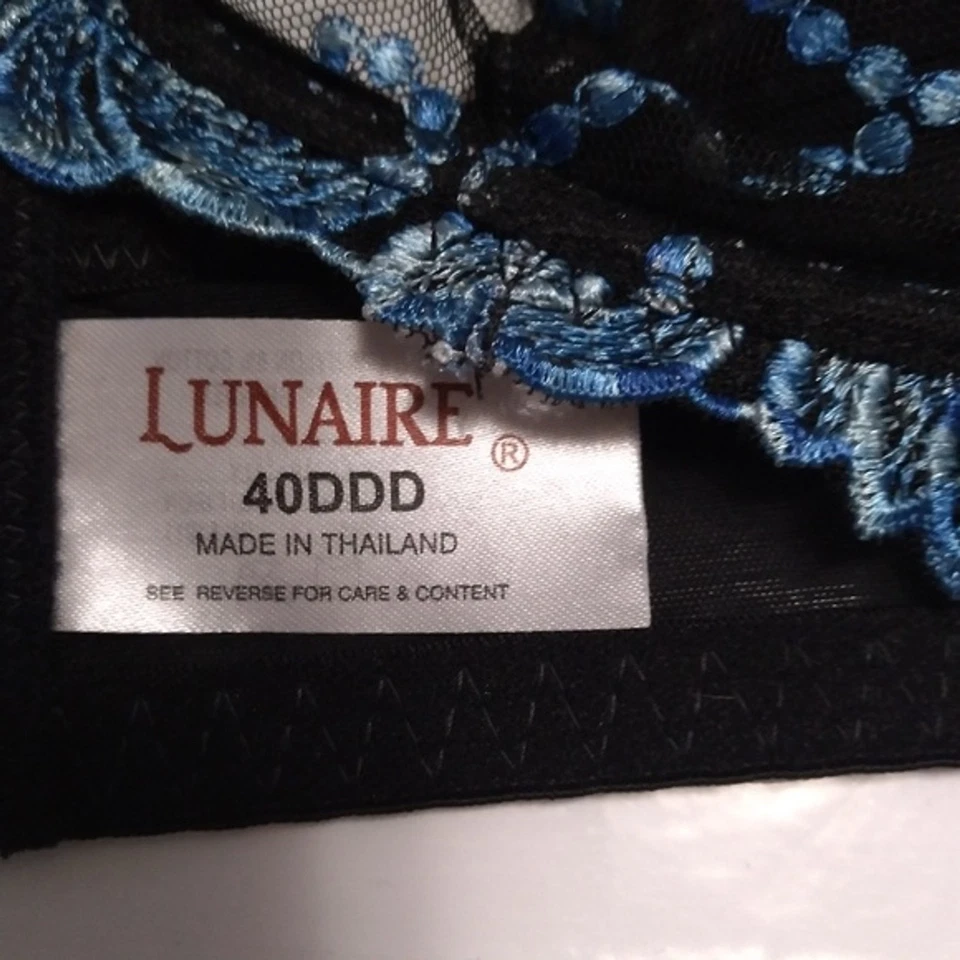 LUNAIRE®
40DDD
MADE IN THAILAND
SEE REVERSE FOR CARE & CONTENT